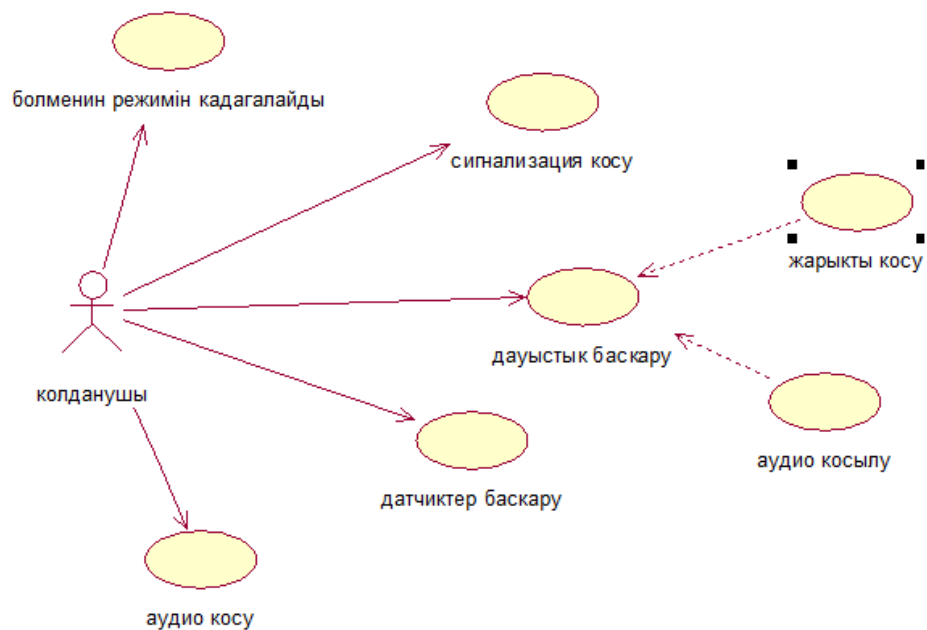 болменин режимін кадагалайды
сигнализация косу
жарыкты косу
дауыстык баскару
колданушы
аудио косылу
датчиктер баскару
аудио косу